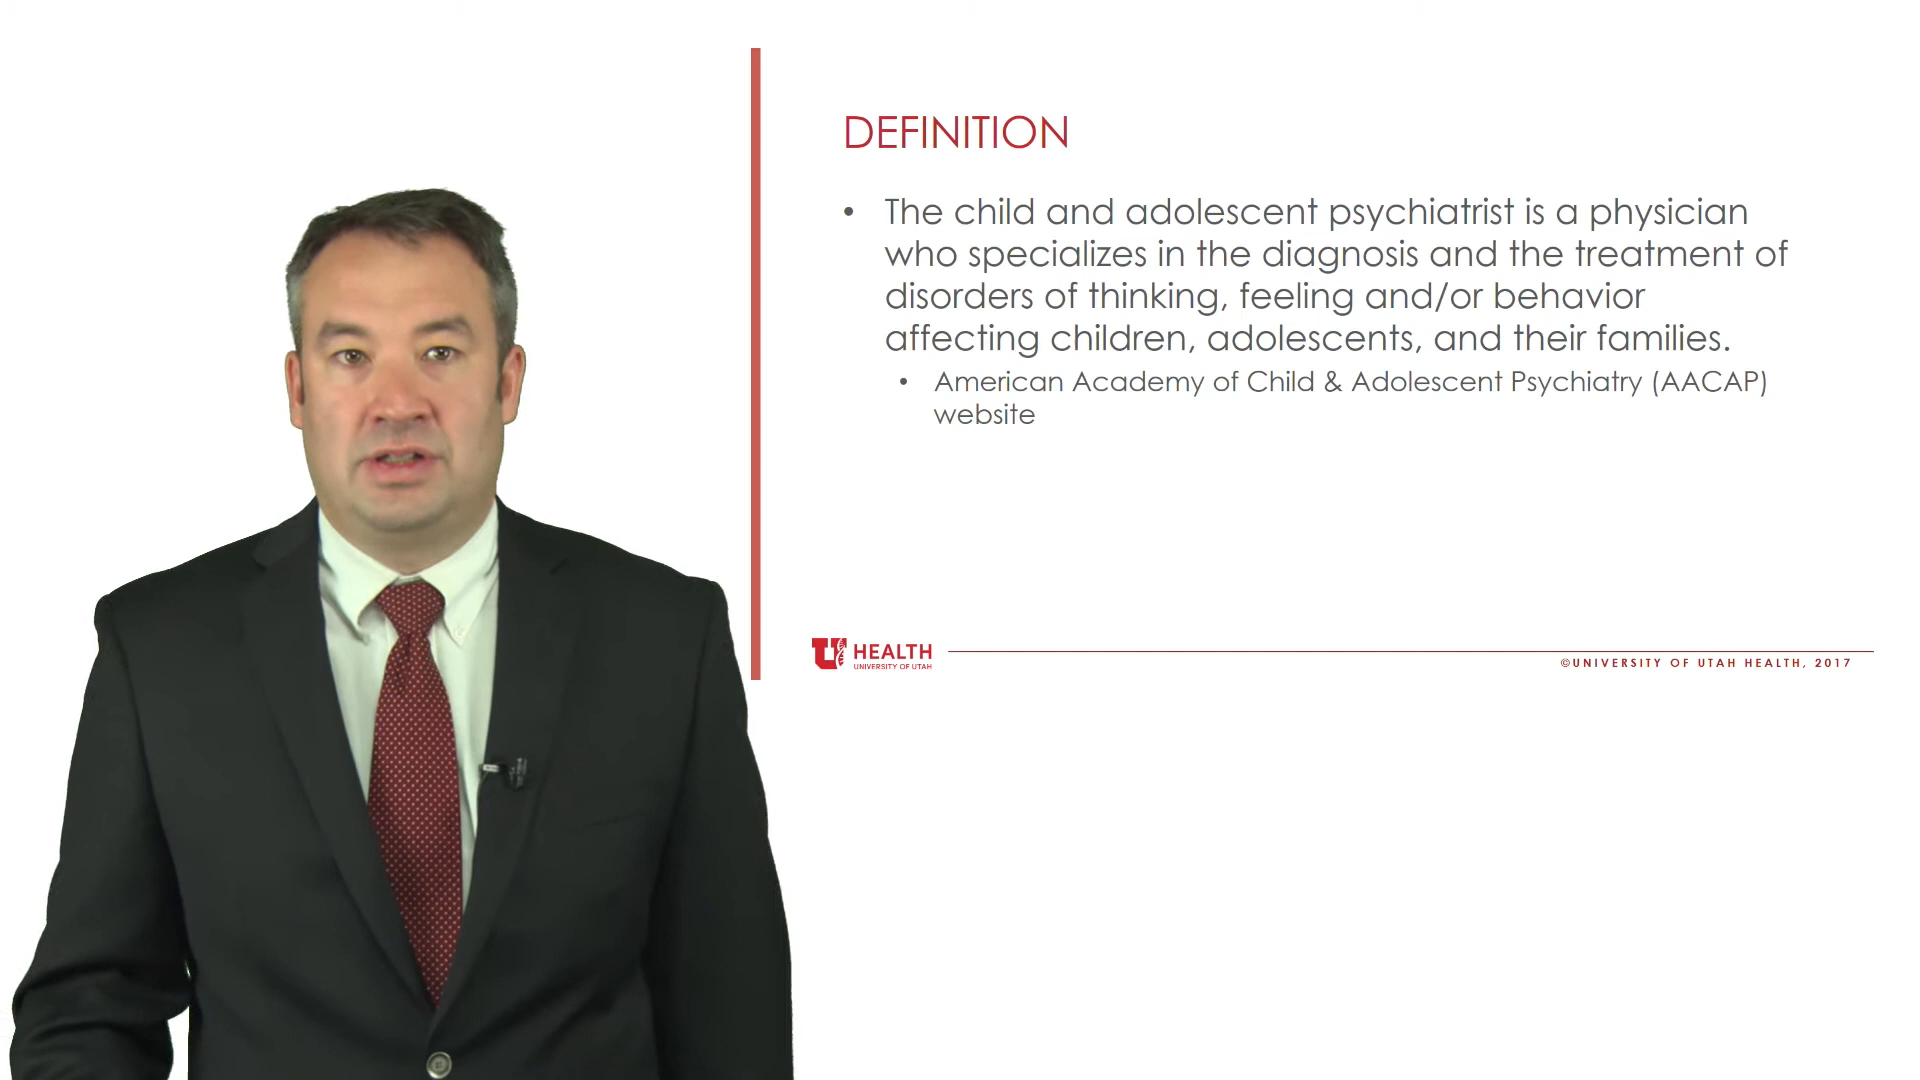 DEFINITION
• The child and adolescent psychiatrist is a physician
who specializes in the diagnosis and the treatment of
disorders of thinking, feeling and/or behavior
affecting children, adolescents, and their families.
• American Academy of Child & Adolescent Psychiatry (AACAP)
website
U HEALTH
UNIVERSITY OF UTAH
©UNIVERSITY OF UTAH HEALTH, 2017